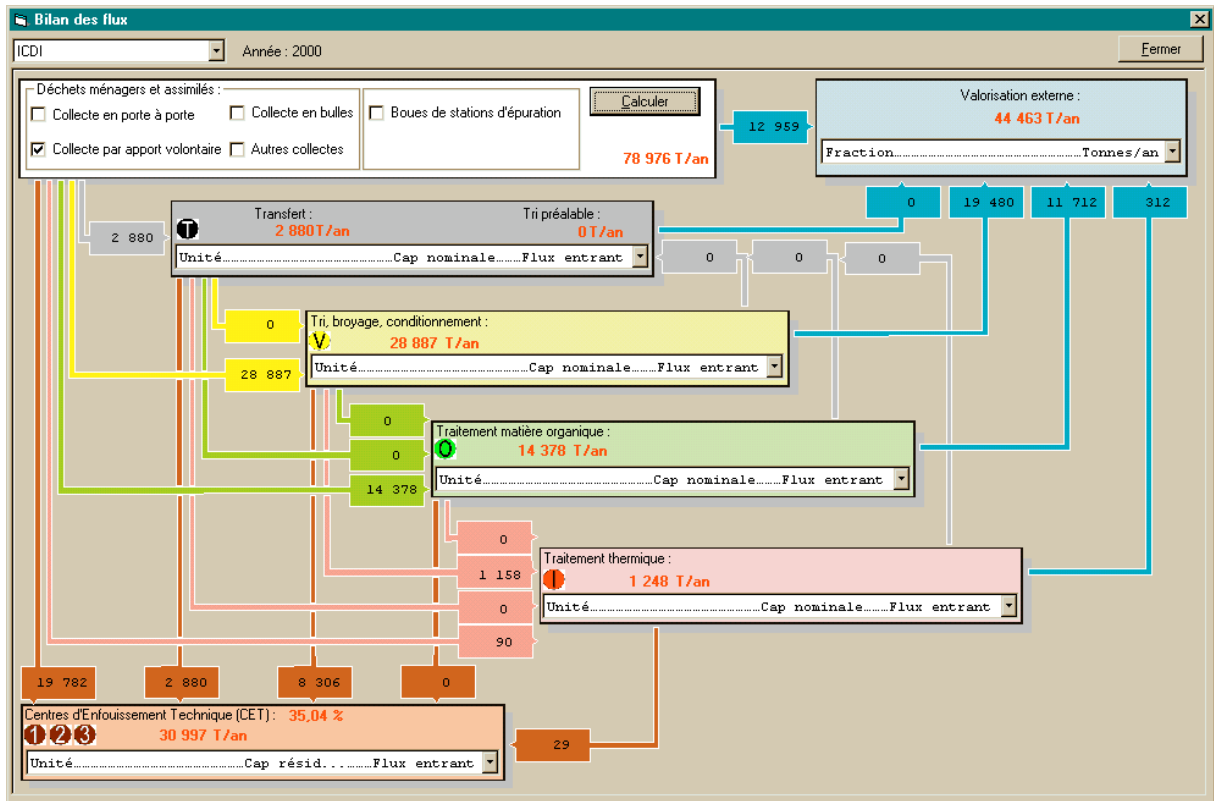 Bilan des flux
ICDI Année : 2000 Fermer
Déchets ménagers et assimilés :
Collecte en porte à porte
Collecte en bulles
Collecte par apport volontaire
Autres collectes
Boues de stations d'épuration
Calculer
78 976 T/an
12 959
Valorisation externe :
44 463 T/an
Fraction...Tonnes/an
0 19 480 11 712 312
2 880
T
Transfert : Tri préalable :
2 880T/an 0T/an
Unité...Cap nominale...Flux entrant
0 0 0
0
28 887
Tri, broyage, conditionnement :
V 28 887 T/an
Unité...Cap nominale...Flux entrant
0
0
14 378
Traitement matière organique :
O 14 378 T/an
Unité...Cap nominale...Flux entrant
0
1 158
0
90
Traitement thermique :
I 1 248 T/an
Unité...Cap nominale...Flux entrant
19 782 2 880 8 306 0
Centres d'Enfouissement Technique (CET) : 35,04 %
1 2 3 30 997 T/an
Unité...Cap résid...Flux entrant
29